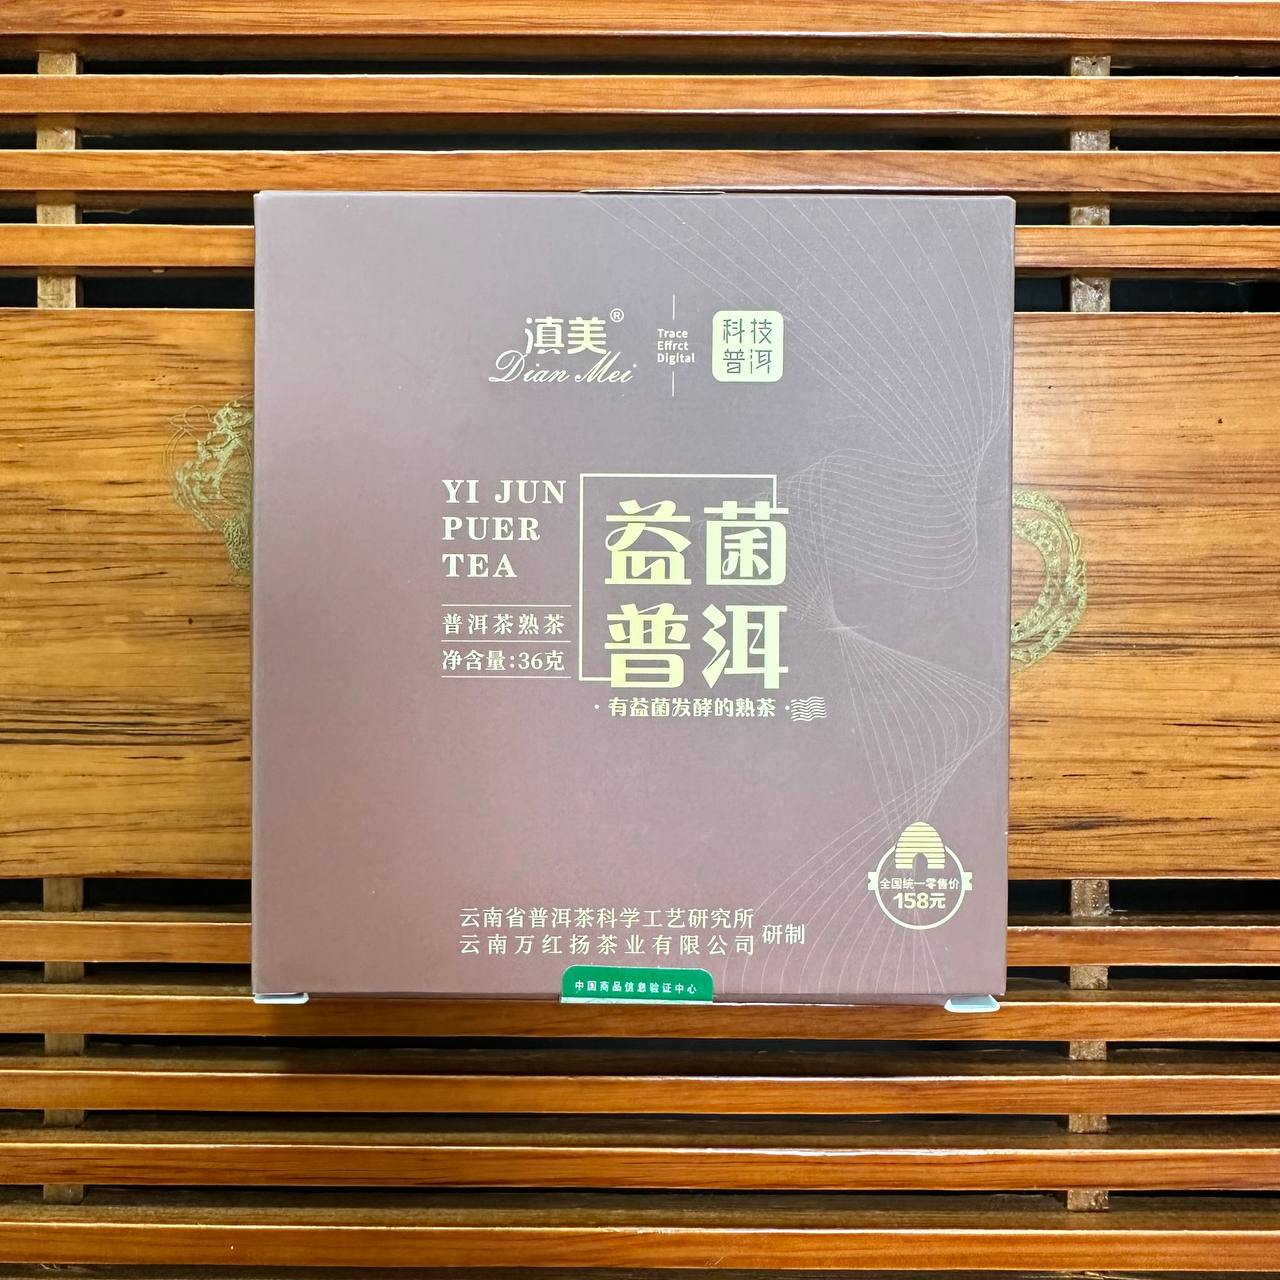 滇美®
Dian Mei
Trace
Effrct
Digital
科技
普洱
YI JUN
PUER
TEA
普洱茶熟茶
净含量:36克
益菌
普洱
·有益菌发酵的熟茶·
全国统一零售价
158元
云南省普洱茶科学工艺研究所
云南万红扬茶业有限公司
研制
中国商品信息验证中心